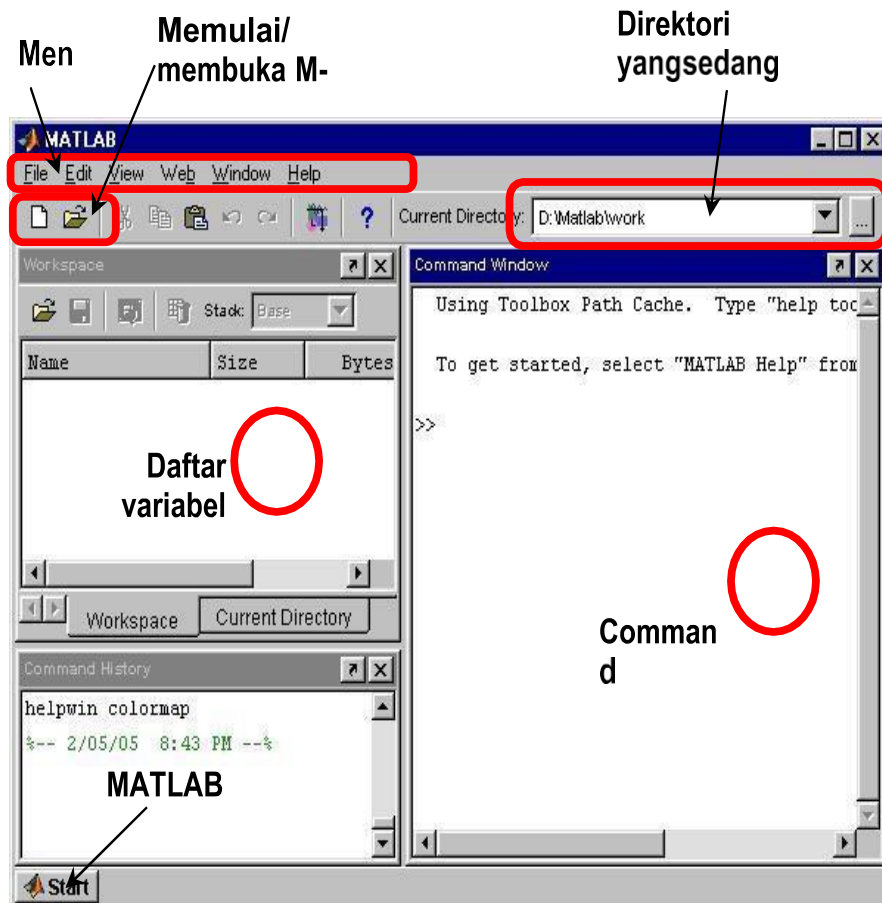 Men
Memulai/
membuka M-
Direktori
yangsedang
MATLAB
File Edit View Web Window Help
Current Directory: D:\Matlab\work ...
Workspace
Stack: Base
Name Size Bytes
Daftar
variabel
Workspace Current Directory
Command History
helpwin colormap
%-- 2/05/05 8:43 PM --%
MATLAB
Start
Command Window
Using Toolbox Path Cache. Type "help too
To get started, select "MATLAB Help" from
>>
Comman
d